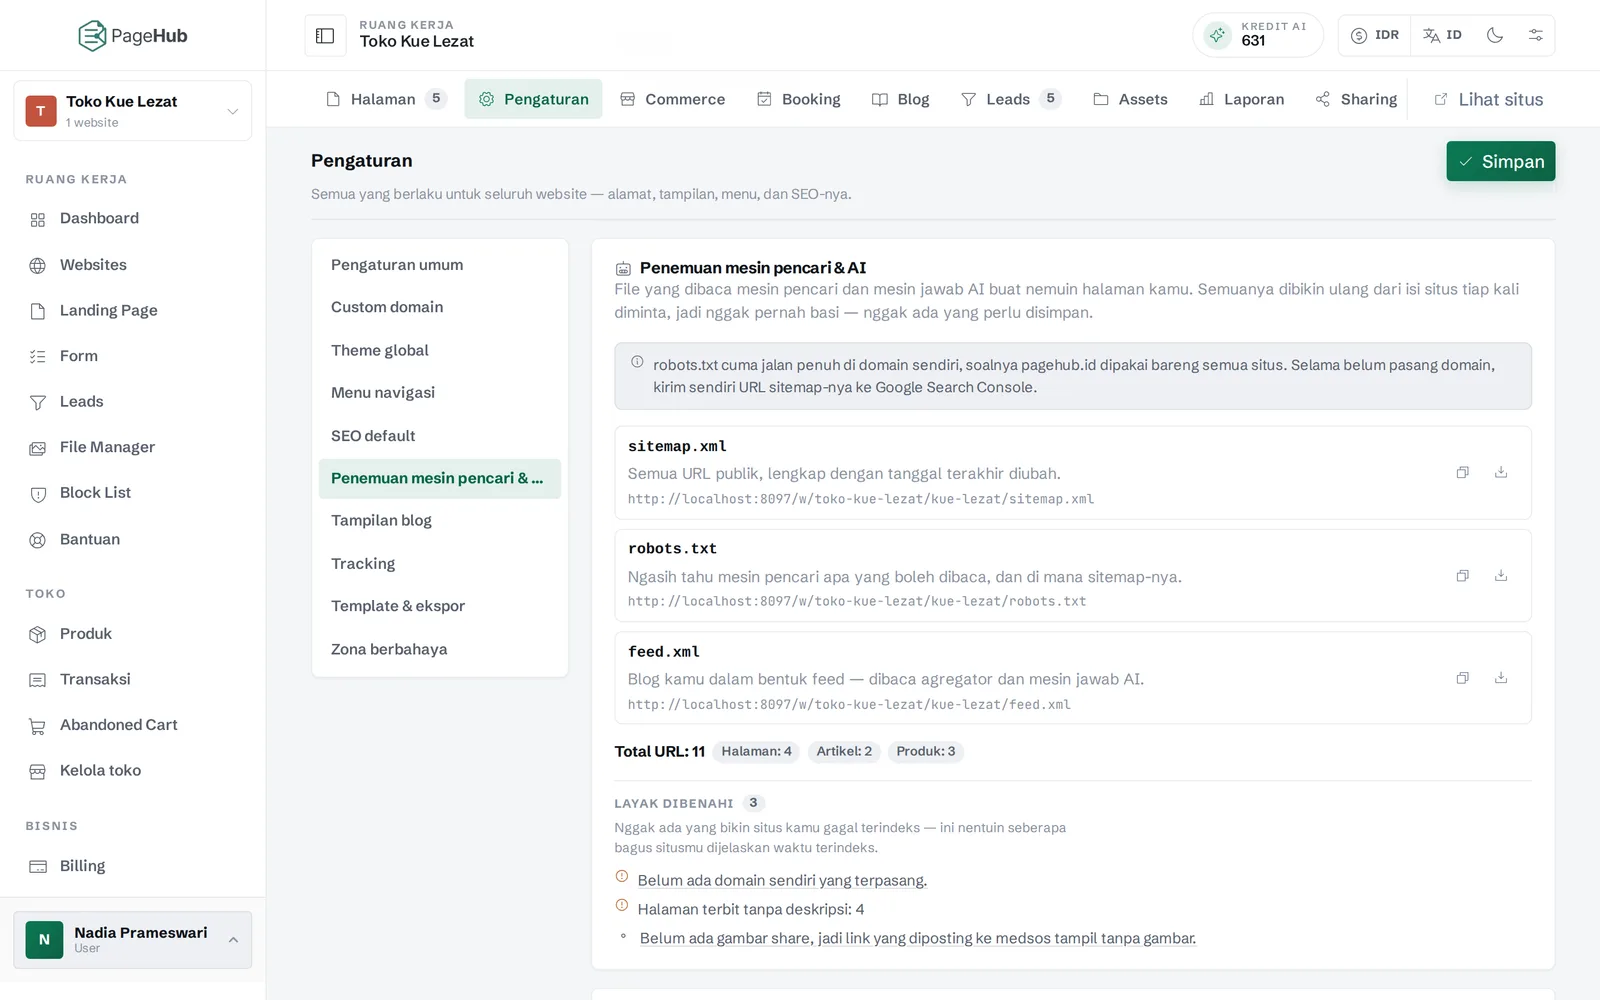 PageHub
RUANG KERJA
Toko Kue Lezat
KREDIT AI
631
IDR
ID
T
Toko Kue Lezat
1 website
RUANG KERJA
Dashboard
Websites
Landing Page
Form
Leads
File Manager
Block List
Bantuan
TOKO
Produk
Transaksi
Abandoned Cart
Kelola toko
BISNIS
Billing
N
Nadia Prameswari
User
Halaman 5
Pengaturan
Commerce
Booking
Blog
Leads 5
Assets
Laporan
Sharing
Lihat situs
Pengaturan
Semua yang berlaku untuk seluruh website — alamat, tampilan, menu, dan SEO-nya.
Simpan
Pengaturan umum
Custom domain
Theme global
Menu navigasi
SEO default
Penemuan mesin pencari & ...
Tampilan blog
Tracking
Template & ekspor
Zona berbahaya
Penemuan mesin pencari & AI
File yang dibaca mesin pencari dan mesin jawab AI buat nemuin halaman kamu. Semuanya dibikin ulang dari isi situs tiap kali
diminta, jadi nggak pernah basi — nggak ada yang perlu disimpan.
robots.txt cuma jalan penuh di domain sendiri, soalnya pagehub.id dipakai bareng semua situs. Selama belum pasang domain,
kirim sendiri URL sitemap-nya ke Google Search Console.
sitemap.xml
Semua URL publik, lengkap dengan tanggal terakhir diubah.
http://localhost:8097/w/toko-kue-lezat/kue-lezat/sitemap.xml
robots.txt
Ngasih tahu mesin pencari apa yang boleh dibaca, dan di mana sitemap-nya.
http://localhost:8097/w/toko-kue-lezat/kue-lezat/robots.txt
feed.xml
Blog kamu dalam bentuk feed — dibaca agregator dan mesin jawab AI.
http://localhost:8097/w/toko-kue-lezat/kue-lezat/feed.xml
Total URL: 11 Halaman: 4 Artikel: 2 Produk: 3
LAYAK DIBENAHI 3
Nggak ada yang bikin situs kamu gagal terindeks — ini nentuin seberapa
bagus situsmu dijelaskan waktu terindeks.
Belum ada domain sendiri yang terpasang.
Halaman terbit tanpa deskripsi: 4
Belum ada gambar share, jadi link yang diposting ke medsos tampil tanpa gambar.